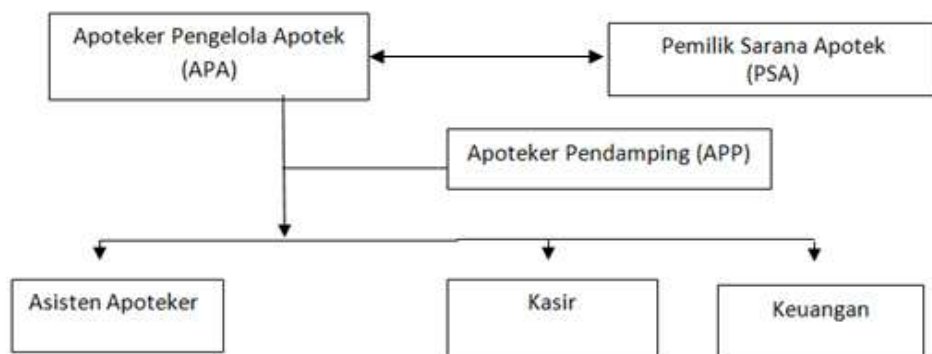 Apoteker Pengelola Apotek
(APA)
Pemilik Sarana Apotek
(PSA)
Apoteker Pendamping (APP)
Asisten Apoteker
Kasir
Keuangan